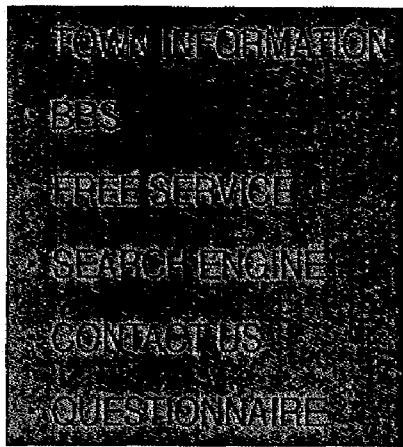 TOWN INFORMATION
BBS
FREE SERVICE
SEARCH ENGINE
CONTACT US
QUESTIONNAIRE